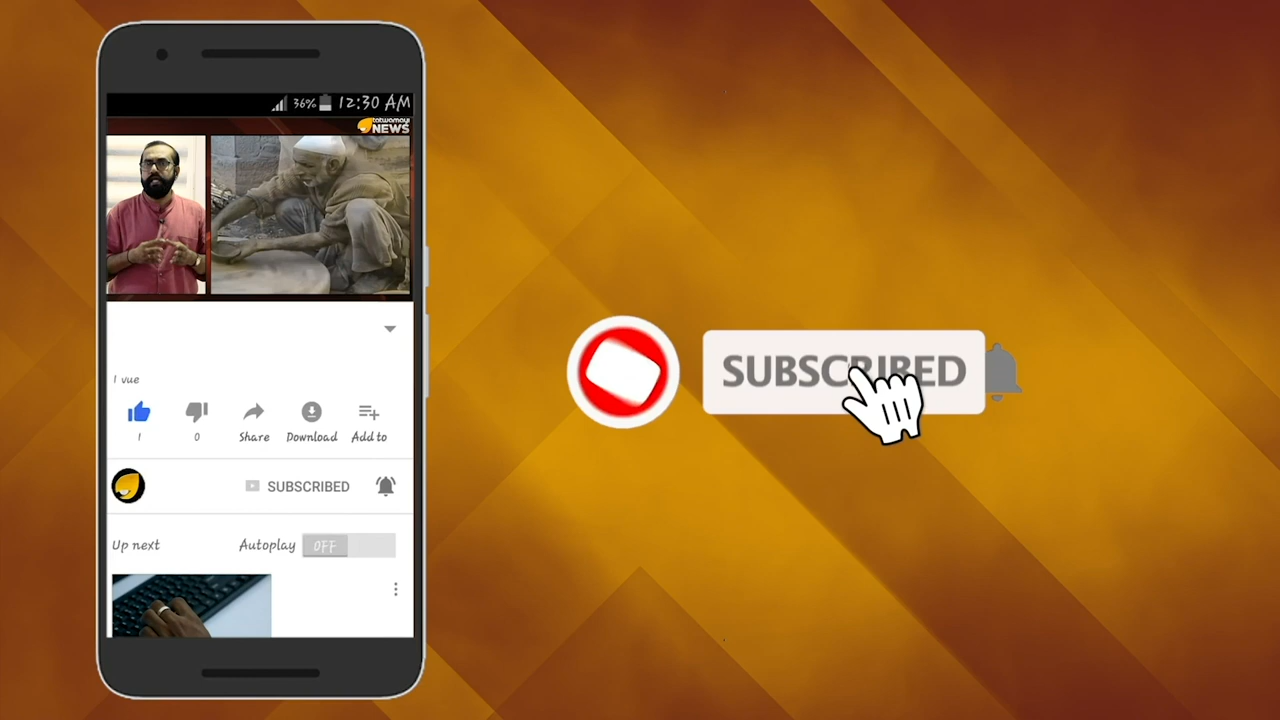 36% 12:30 AM
tatwamayi
NEWS
1 vue
1
0
Share
Download
Add to
SUBSCRIBED
Up next
Autoplay
OFF
SUBSCRIBED